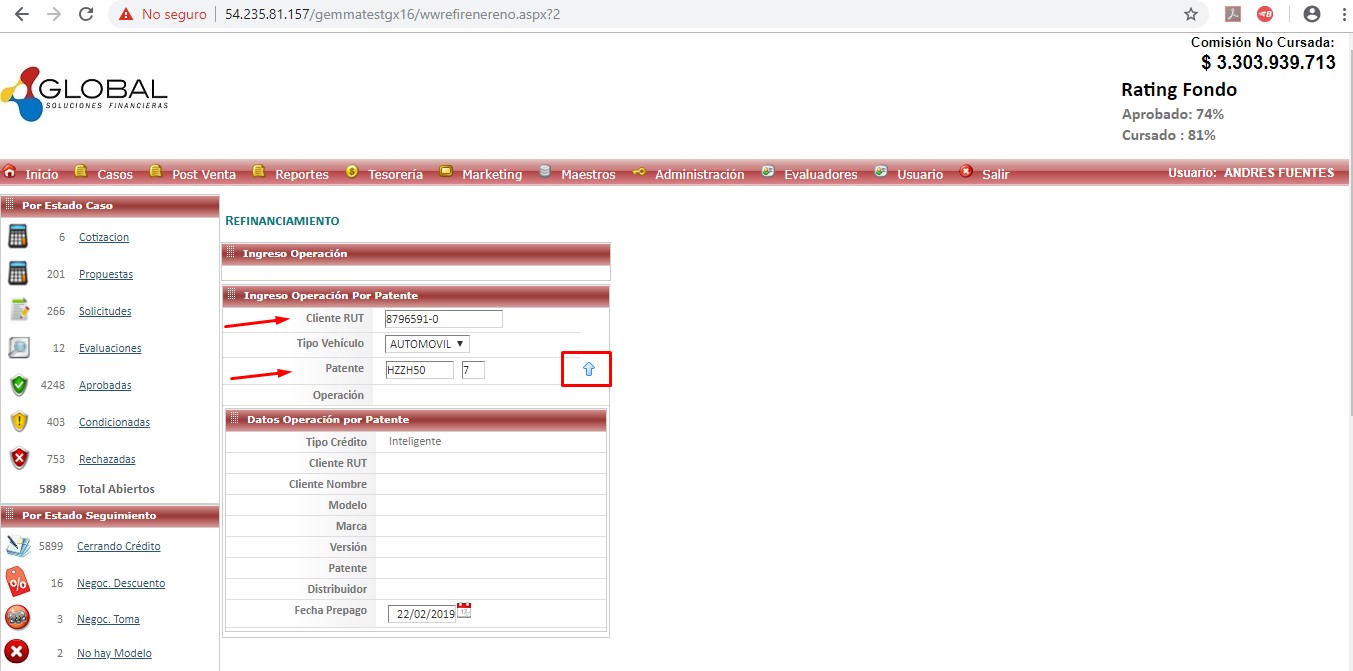 No seguro
54.235.81.157/gemmatestgx16/wwrefirenereno.aspx?2
Comisión No Cursada:
$ 3.303.939.713
Rating Fondo
Aprobado: 74%
Cursado : 81%
GLOBAL
SOLUCIONES FINANCIERAS
Inicio Casos Post Venta Reportes Tesorería Marketing Maestros Administración Evaluadores Usuario Salir Usuario: ANDRES FUENTES
Por Estado Caso
6 Cotizacion
201 Propuestas
266 Solicitudes
12 Evaluaciones
4248 Aprobadas
403 Condicionadas
753 Rechazadas
5889 Total Abiertos
Por Estado Seguimiento
5899 Cerrando Crédito
16 Negoc. Descuento
3 Negoc. Toma
2 No hay Modelo
REFINANCIAMIENTO
Ingreso Operación
Ingreso Operación Por Patente
Cliente RUT 8796591-0
Tipo Vehículo AUTOMOVIL
Patente HZZH50 7
Operación
Datos Operación por Patente
Tipo Crédito Inteligente
Cliente RUT
Cliente Nombre
Modelo
Marca
Versión
Patente
Distribuidor
Fecha Prepago 22/02/2019